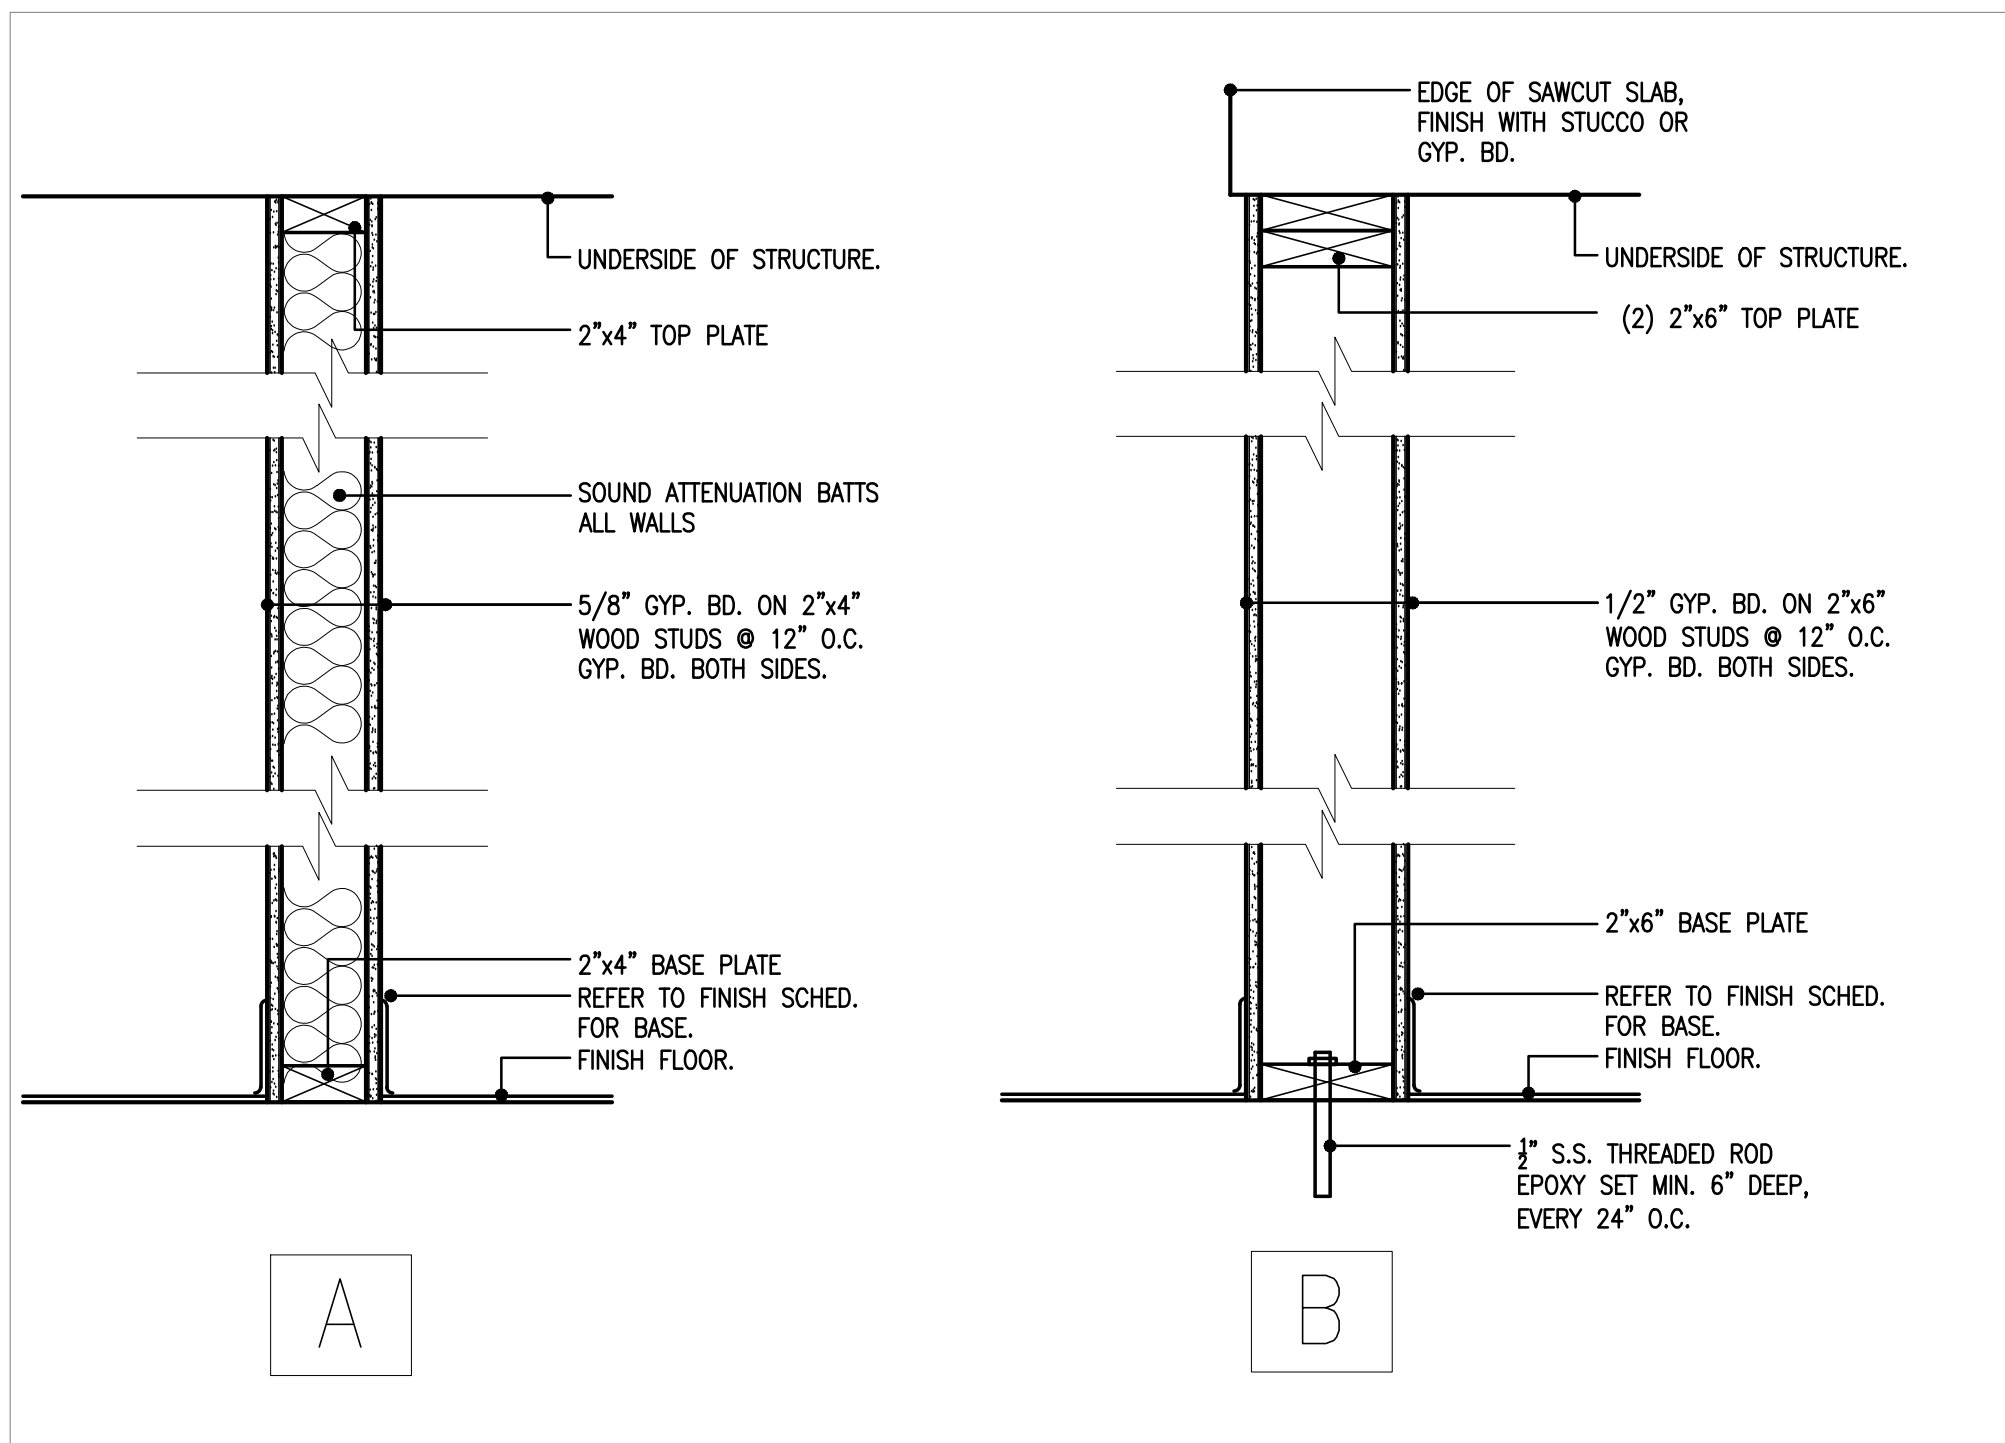 UNDERSIDE OF STRUCTURE.
2"x4" TOP PLATE
SOUND ATTENUATION BATTS
ALL WALLS
5/8" GYP. BD. ON 2"x4"
WOOD STUDS @ 12" O.C.
GYP. BD. BOTH SIDES.
2"x4" BASE PLATE
REFER TO FINISH SCHED.
FOR BASE.
FINISH FLOOR.
A
EDGE OF SAWCUT SLAB,
FINISH WITH STUCCO OR
GYP. BD.
UNDERSIDE OF STRUCTURE.
(2) 2"x6" TOP PLATE
1/2" GYP. BD. ON 2"x6"
WOOD STUDS @ 12" O.C.
GYP. BD. BOTH SIDES.
2"x6" BASE PLATE
REFER TO FINISH SCHED.
FOR BASE.
FINISH FLOOR.
1/2" S.S. THREADED ROD
EPOXY SET MIN. 6" DEEP,
EVERY 24" O.C.
B